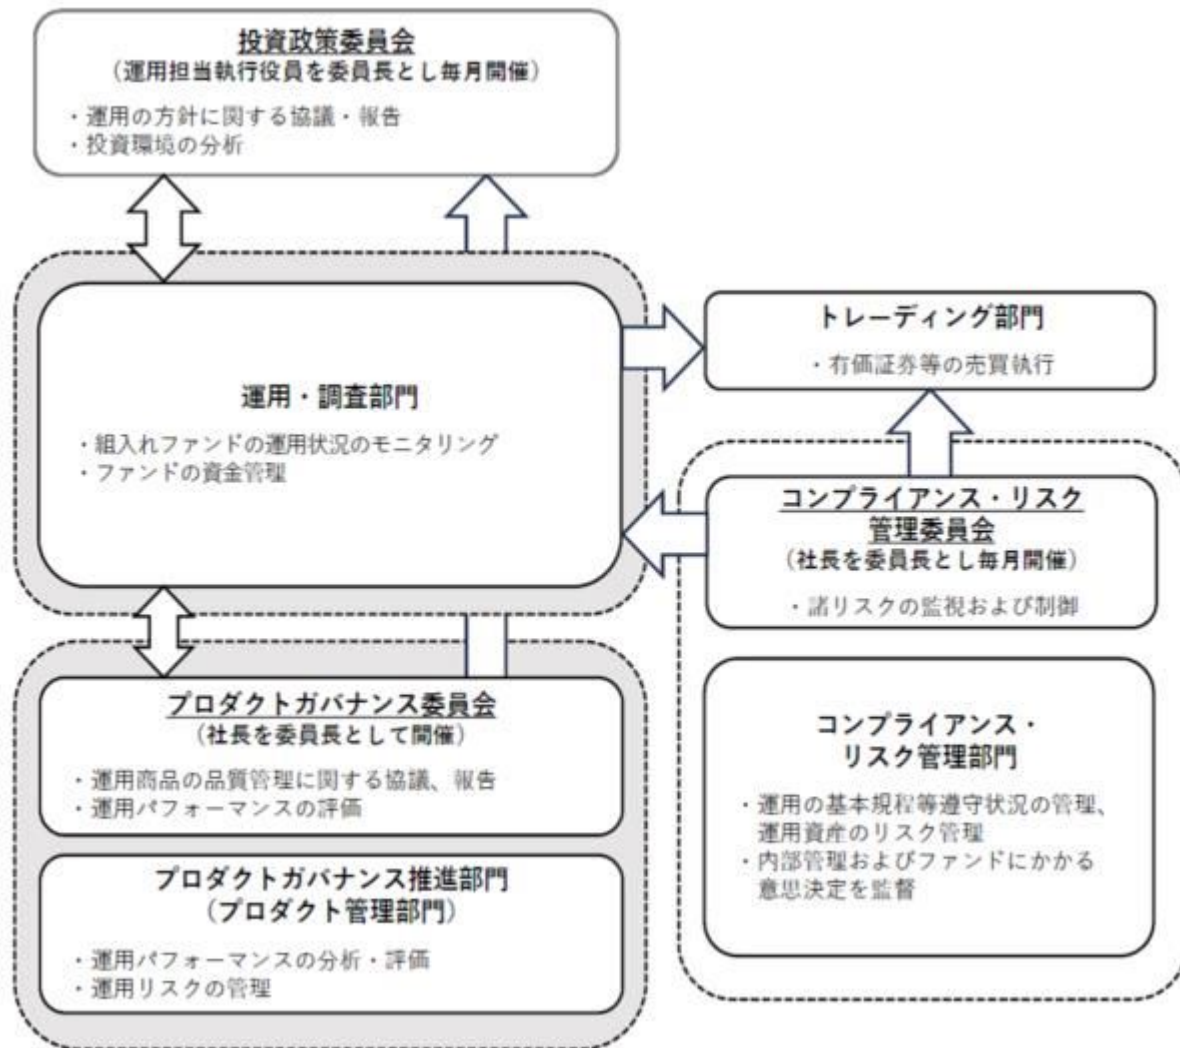 投資政策委員会
(運用担当執行役員を委員長とし毎月開催)
・運用の方針に関する協議・報告
・投資環境の分析
運用・調査部門
・組入れファンドの運用状況のモニタリング
・ファンドの資金管理
トレーディング部門
・有価証券等の売買執行
コンプライアンス・リスク
管理委員会
(社長を委員長とし毎月開催)
・諸リスクの監視および制御
コンプライアンス・
リスク管理部門
・運用の基本規程等遵守状況の管理、
運用資産のリスク管理
・内部管理およびファンドにかかる
意思決定を監督
プロダクトガバナンス委員会
(社長を委員長として開催)
・運用商品の品質管理に関する協議、報告
・運用パフォーマンスの評価
プロダクトガバナンス推進部門
(プロダクト管理部門)
・運用パフォーマンスの分析・評価
・運用リスクの管理